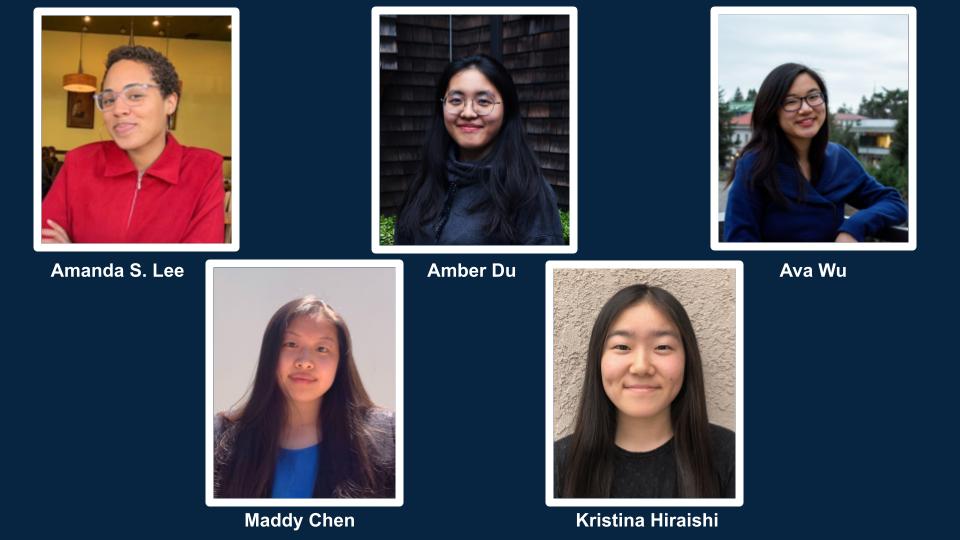 Amanda S. Lee
Amber Du
Ava Wu
Maddy Chen
Kristina Hiraishi